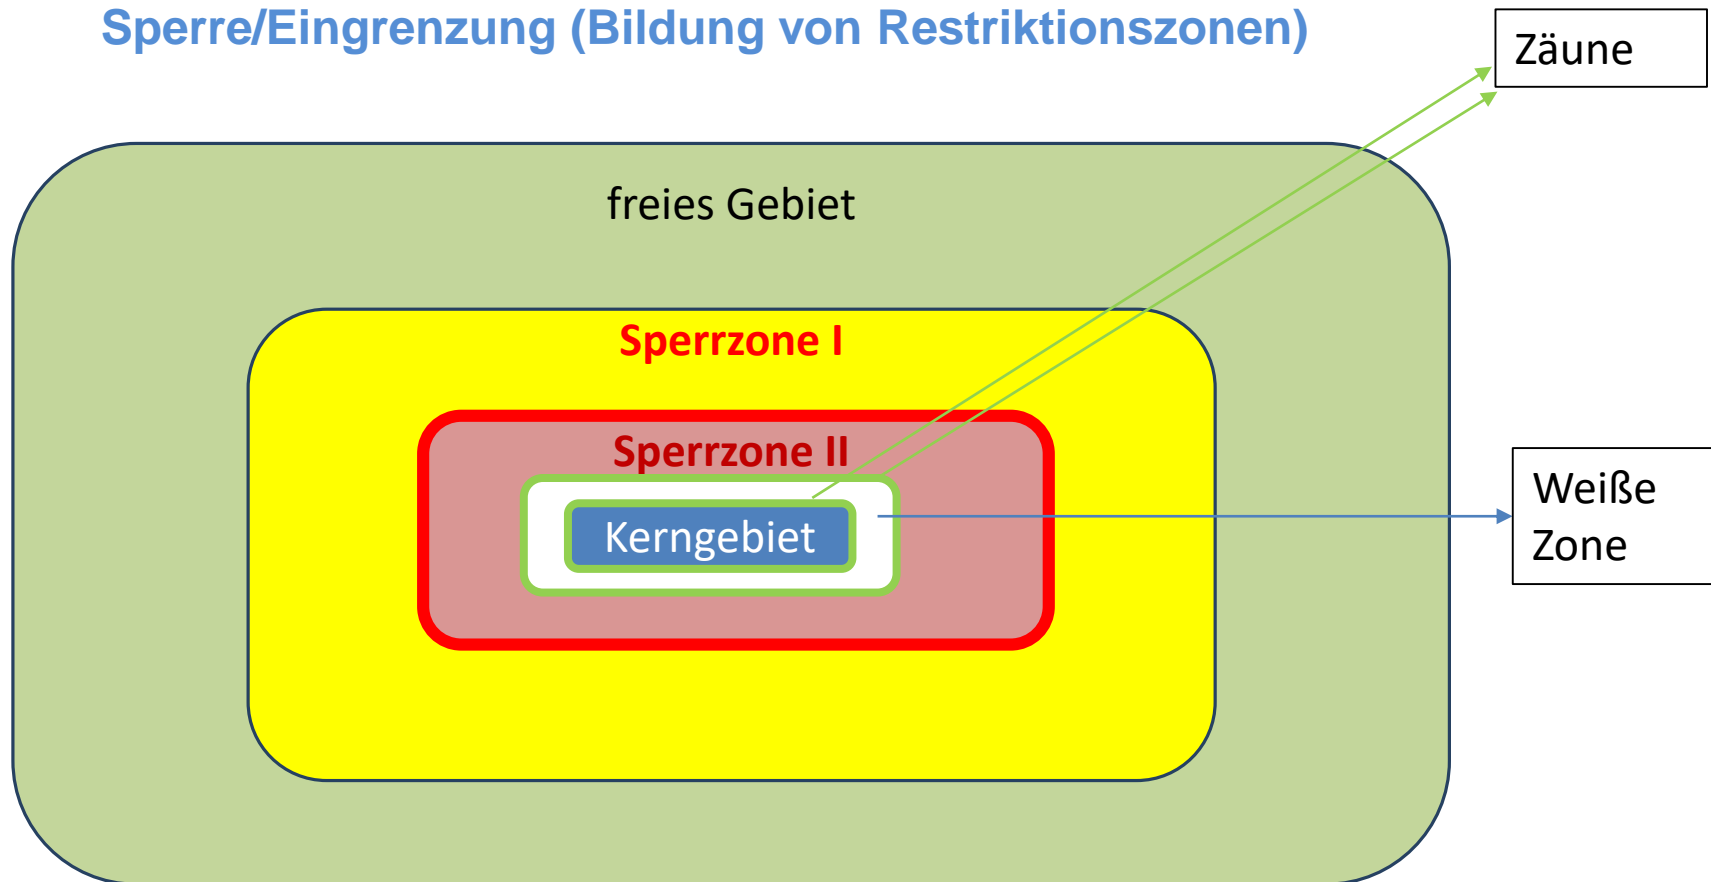 Sperre/Eingrenzung (Bildung von Restriktionszonen)
Zäune
freies Gebiet
Sperrzone I
Sperrzone II
Kerngebiet
Weiße
Zone